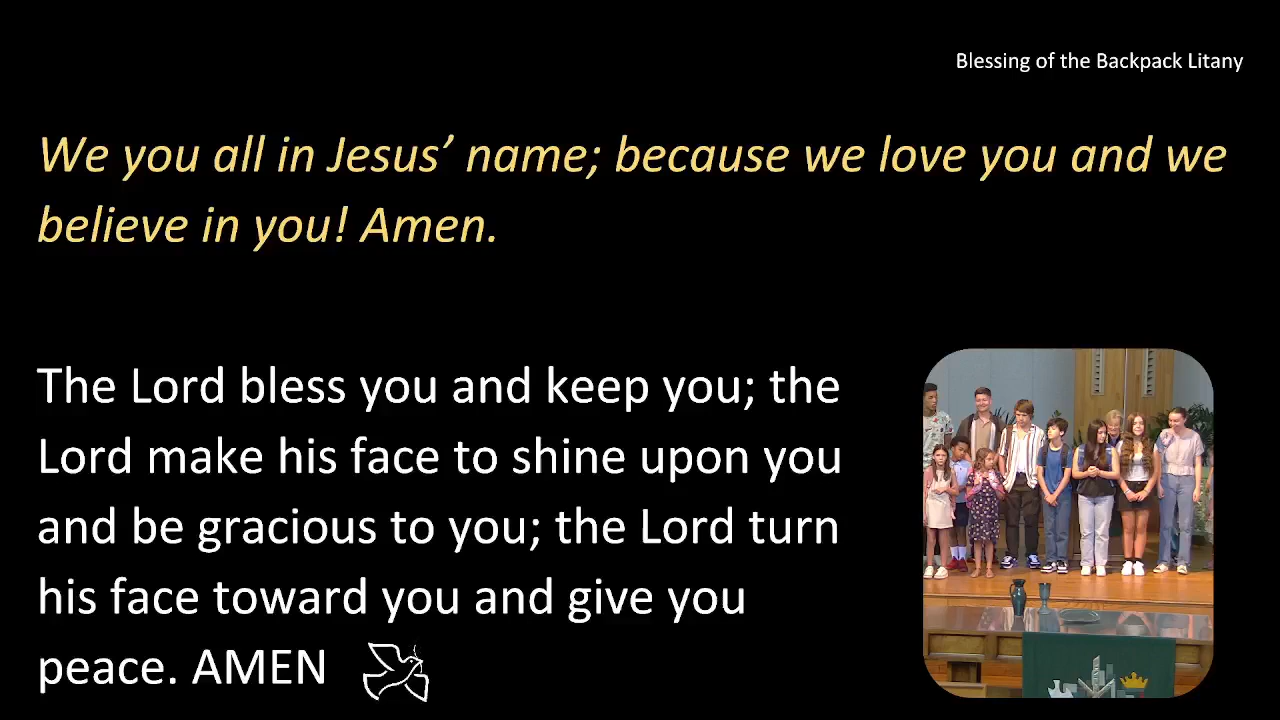 Blessing of the Backpack Litany
We you all in Jesus’ name; because we love you and we
believe in you! Amen.
The Lord bless you and keep you; the
Lord make his face to shine upon you
and be gracious to you; the Lord turn
his face toward you and give you
peace. AMEN